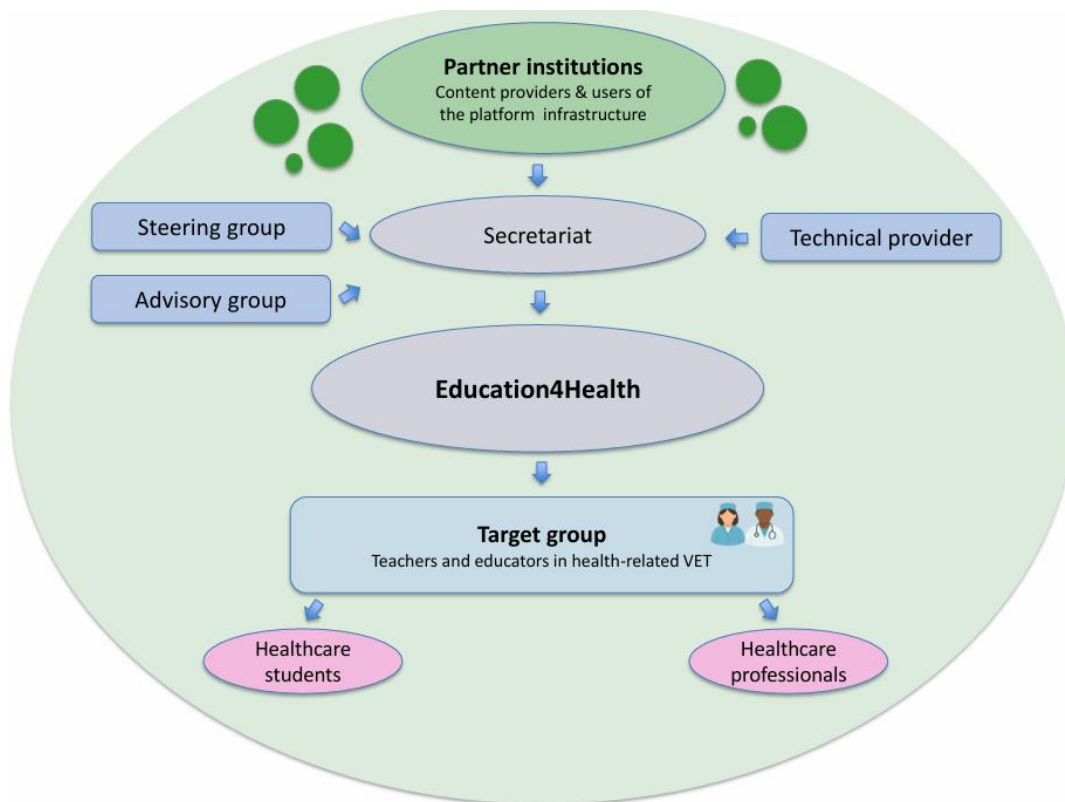 Partner institutions
Content providers & users of
the platform infrastructure
Steering group
Secretariat
Technical provider
Advisory group
Education4Health
Target group
Teachers and educators in health-related VET
Healthcare
students
Healthcare
professionals